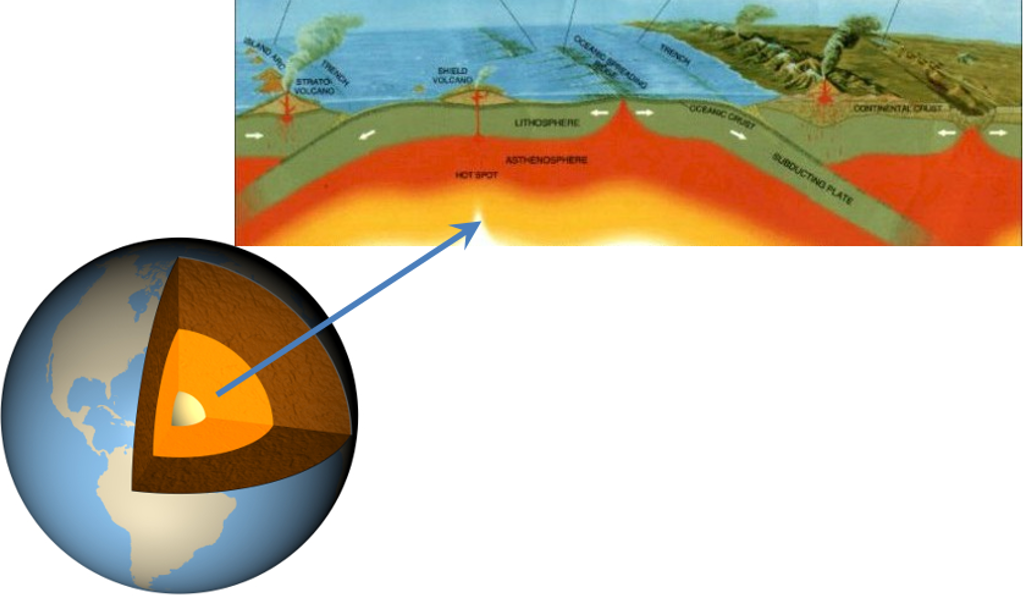 ISLAND ARC
TRENCH
STRATO-
VOLCANO
SHIELD
VOLCANO
OCEANIC SPREADING
RIDGE
TRENCH
LITHOSPHERE
ASTHENOSPHERE
HOT SPOT
OCEANIC CRUST
SUBDUCTING PLATE
CONTINENTAL CRUST